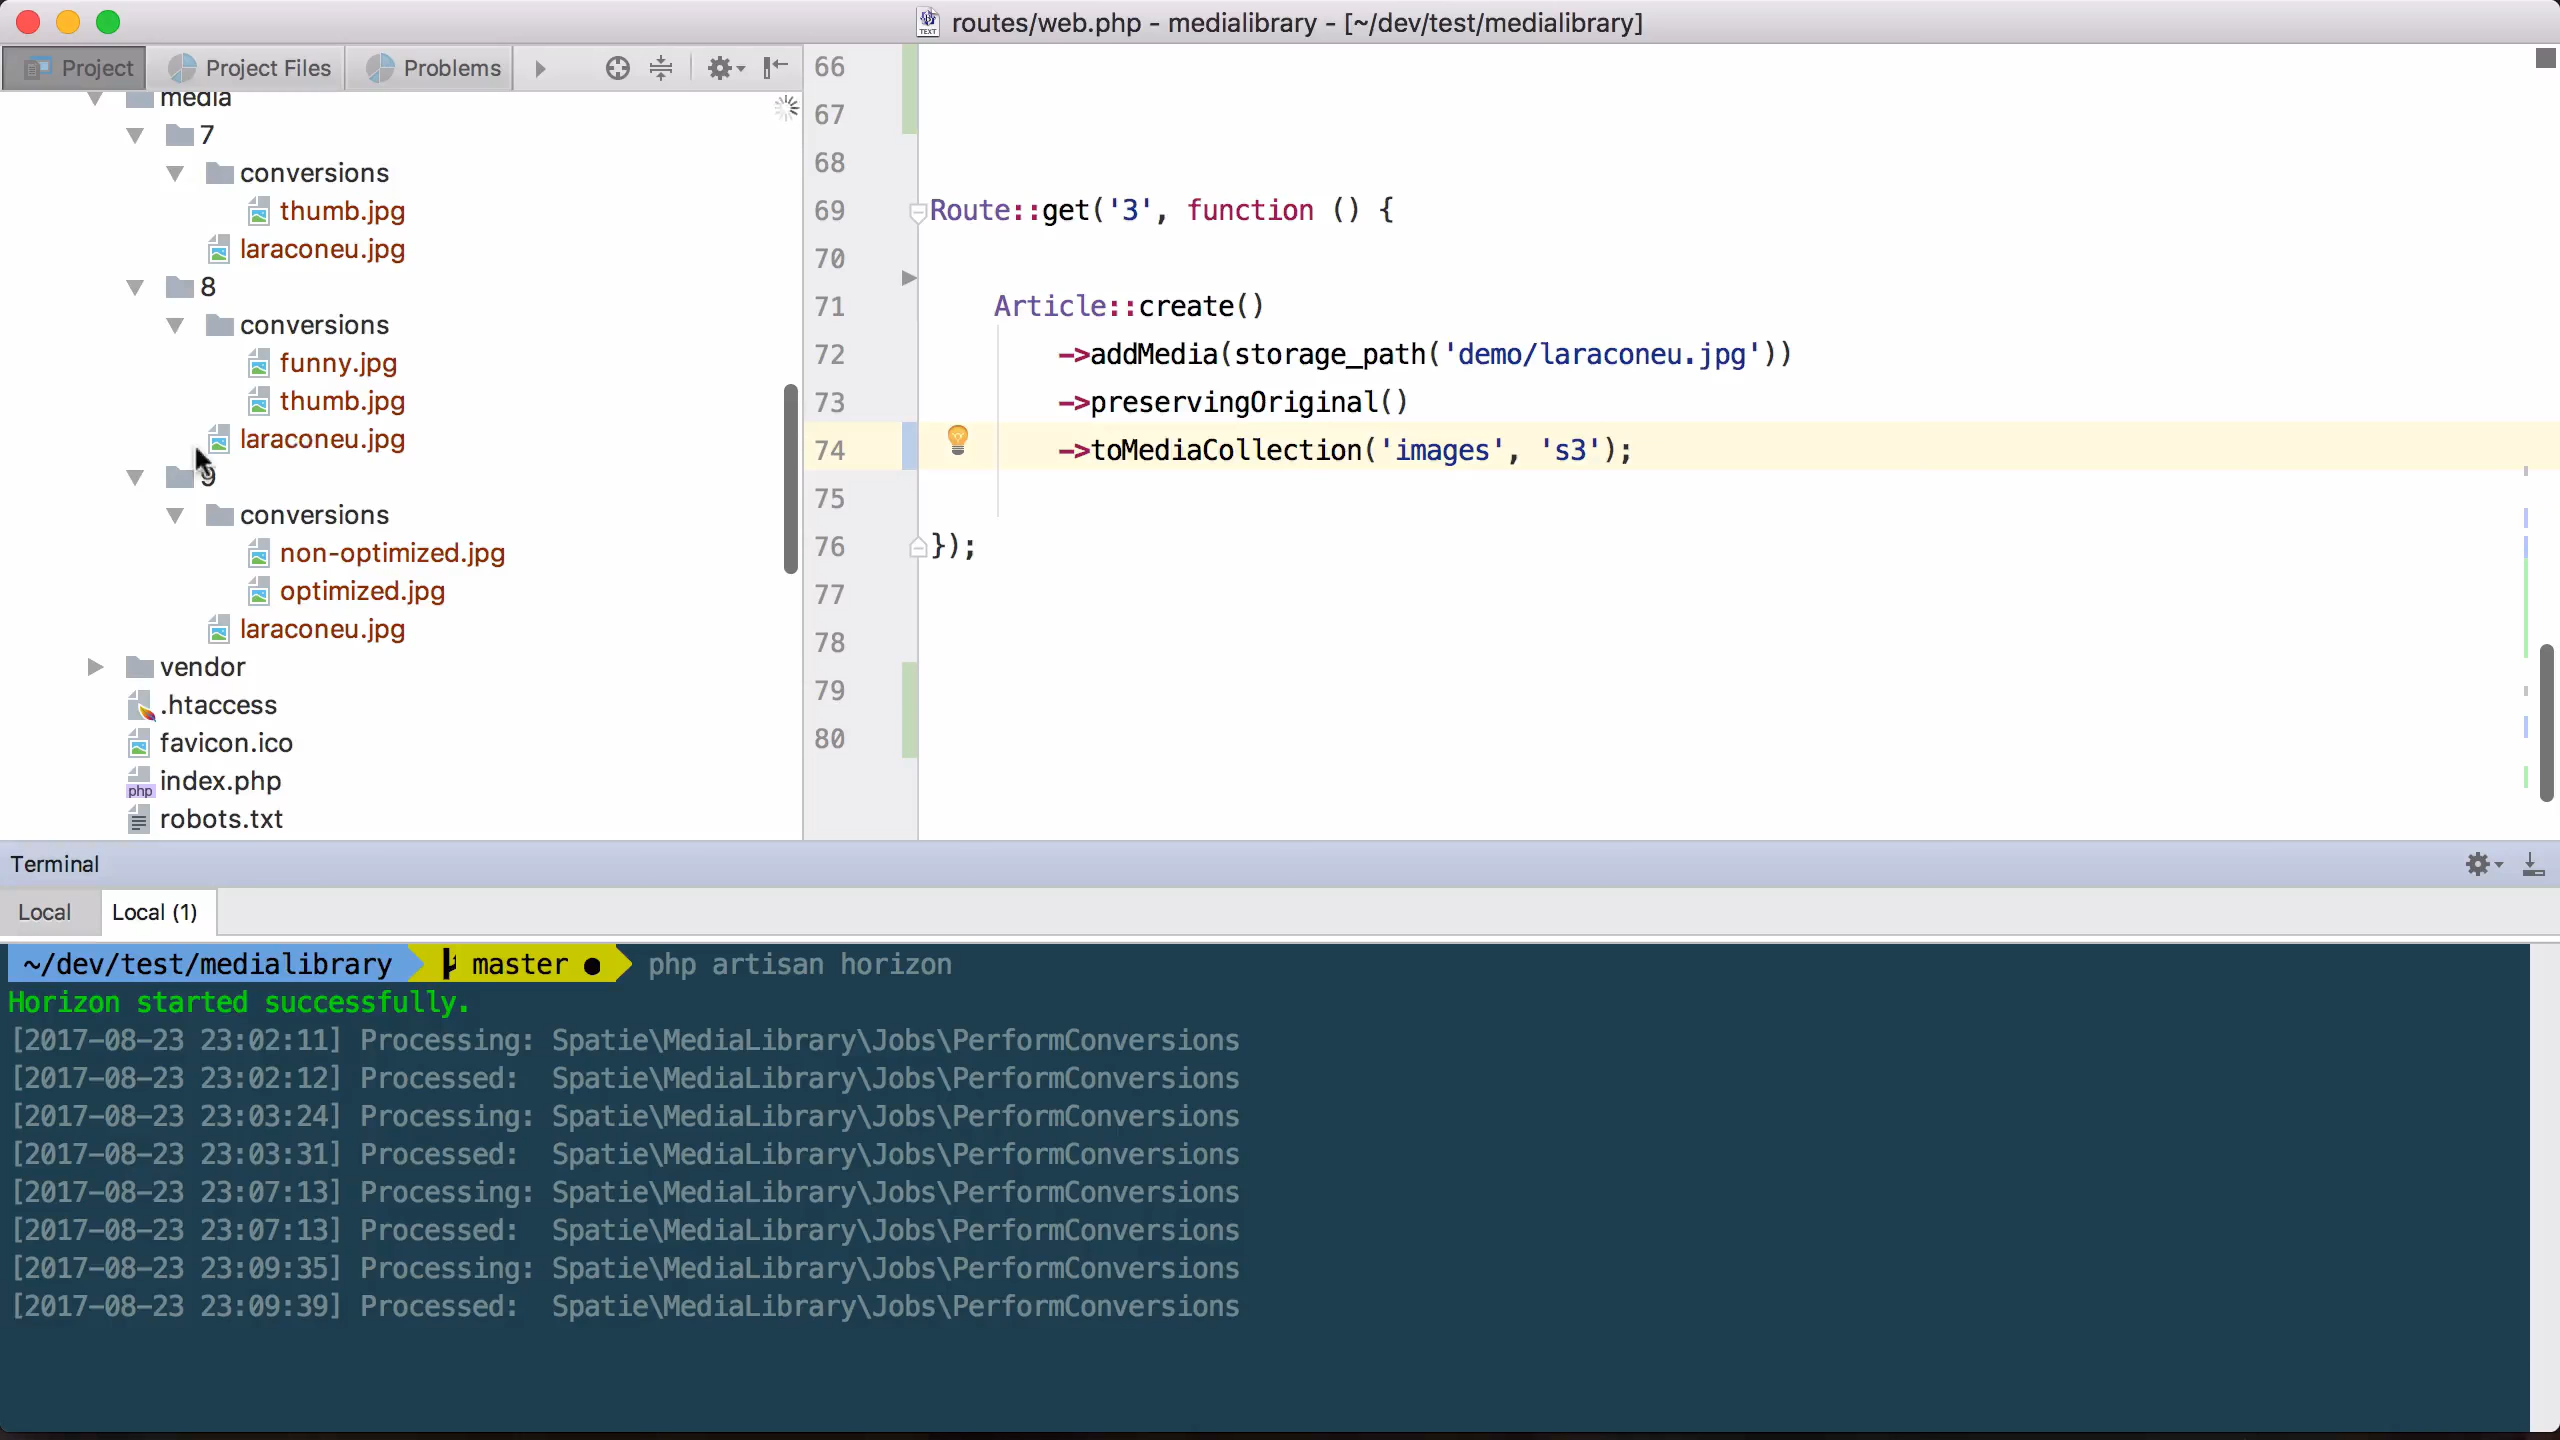 routes/web.php - medialibrary - [~/dev/test/medialibrary]
Project
Project Files
Problems
media
7
conversions
thumb.jpg
laraconeu.jpg
8
conversions
funny.jpg
thumb.jpg
laraconeu.jpg
9
conversions
non-optimized.jpg
optimized.jpg
laraconeu.jpg
vendor
.htaccess
favicon.ico
index.php
robots.txt
66
67
68
69 Route::get('3', function () {
70
71 Article::create()
72 ->addMedia(storage_path('demo/laraconeu.jpg'))
73 ->preservingOriginal()
74 ->toMediaCollection('images', 's3');
75
76 });
77
78
79
80
Terminal
Local
Local (1)
~/dev/test/medialibrary master ● php artisan horizon
Horizon started successfully.
[2017-08-23 23:02:11] Processing: Spatie\MediaLibrary\Jobs\PerformConversions
[2017-08-23 23:02:12] Processed: Spatie\MediaLibrary\Jobs\PerformConversions
[2017-08-23 23:03:24] Processing: Spatie\MediaLibrary\Jobs\PerformConversions
[2017-08-23 23:03:31] Processed: Spatie\MediaLibrary\Jobs\PerformConversions
[2017-08-23 23:07:13] Processing: Spatie\MediaLibrary\Jobs\PerformConversions
[2017-08-23 23:07:13] Processed: Spatie\MediaLibrary\Jobs\PerformConversions
[2017-08-23 23:09:35] Processing: Spatie\MediaLibrary\Jobs\PerformConversions
[2017-08-23 23:09:39] Processed: Spatie\MediaLibrary\Jobs\PerformConversions